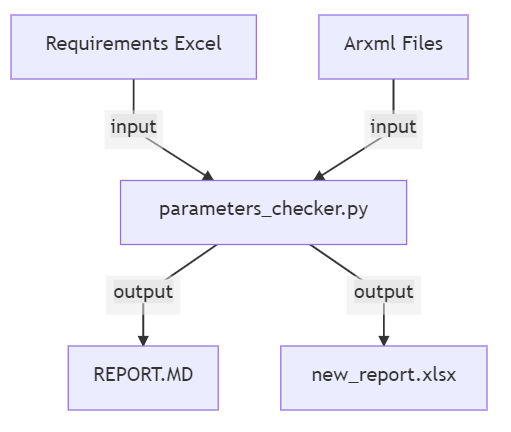 Requirements Excel
Arxml Files
input
input
parameters_checker.py
output
output
REPORT.MD
new_report.xlsx